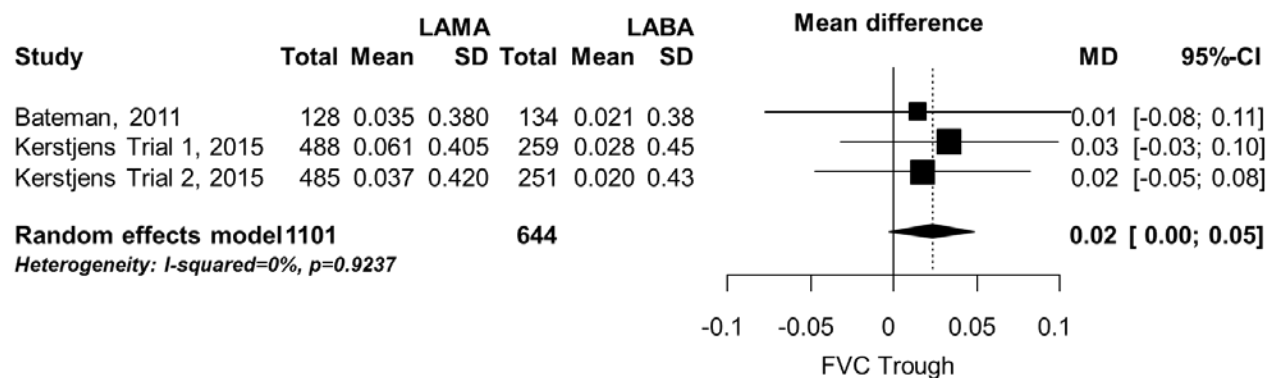 LAMA LABA Mean difference
Study Total Mean SD Total Mean SD MD 95%-CI
Bateman, 2011 128 0.035 0.380 134 0.021 0.38 0.01 [-0.08; 0.11]
Kerstjens Trial 1, 2015 488 0.061 0.405 259 0.028 0.45 0.03 [-0.03; 0.10]
Kerstjens Trial 2, 2015 485 0.037 0.420 251 0.020 0.43 0.02 [-0.05; 0.08]
Random effects model 1101 644 0.02 [ 0.00; 0.05]
Heterogeneity: I-squared=0%, p=0.9237
-0.1 -0.05 0 0.05 0.1
FVC Trough